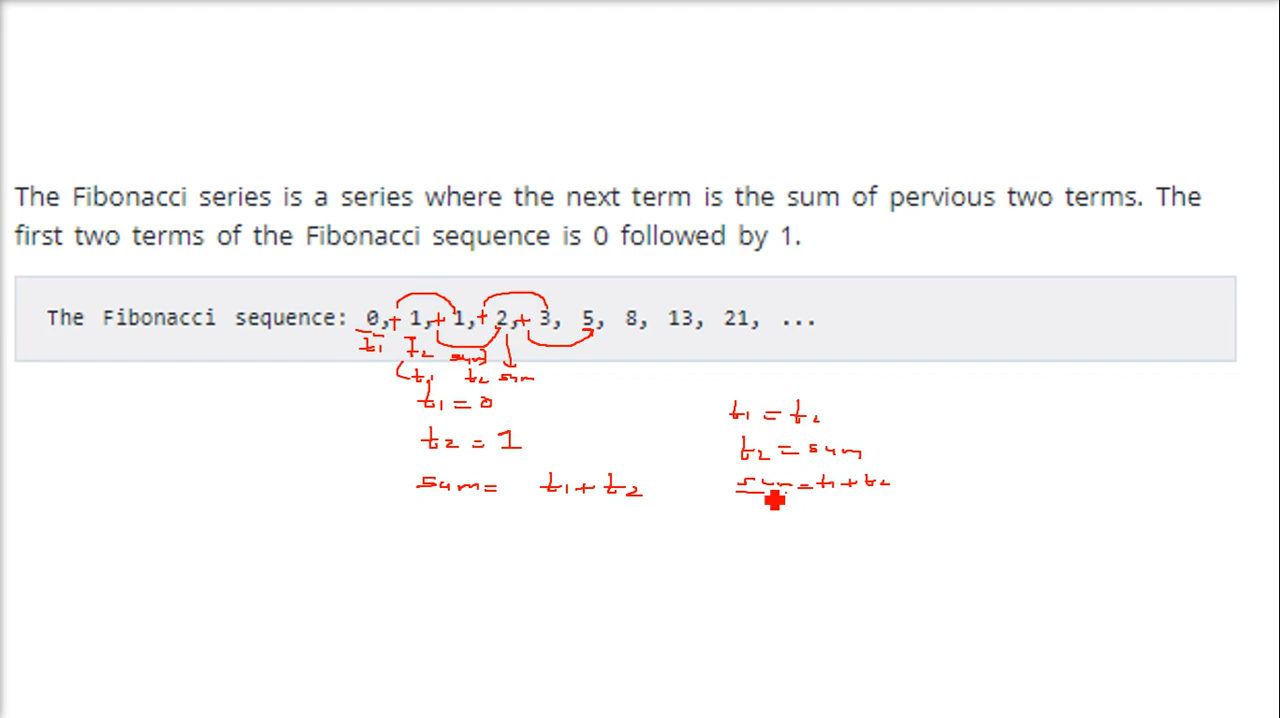 The Fibonacci series is a series where the next term is the sum of pervious two terms. The
first two terms of the Fibonacci sequence is 0 followed by 1.
The Fibonacci sequence: 0, + 1, + 1, + 2, + 3, 5, 8, 13, 21, ...
t1 t2 sum
t1 t2 sum
t1 = 0
t2 = 1
sum = t1 + t2
t1 = t2
t2 = sum
sum = t1 + t2